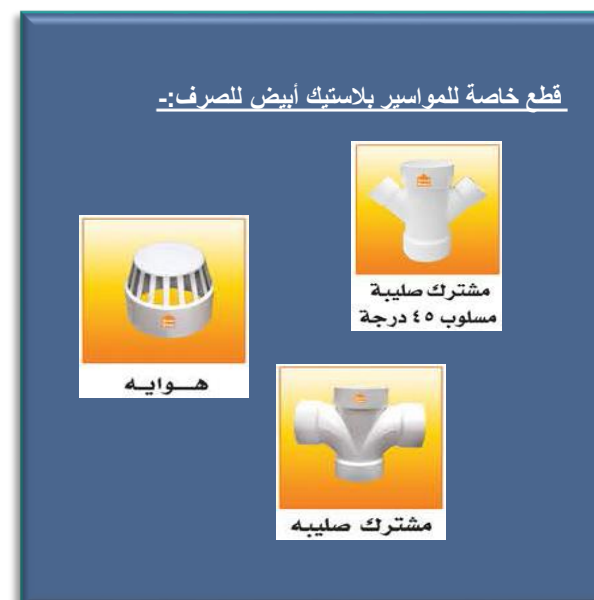 قطع خاصة للمواسير بلاستيك أبيض للصرف:-
مشترك صليبة
مسلوب ٤٥ درجة
هـــوايـه
مشترك صليبه